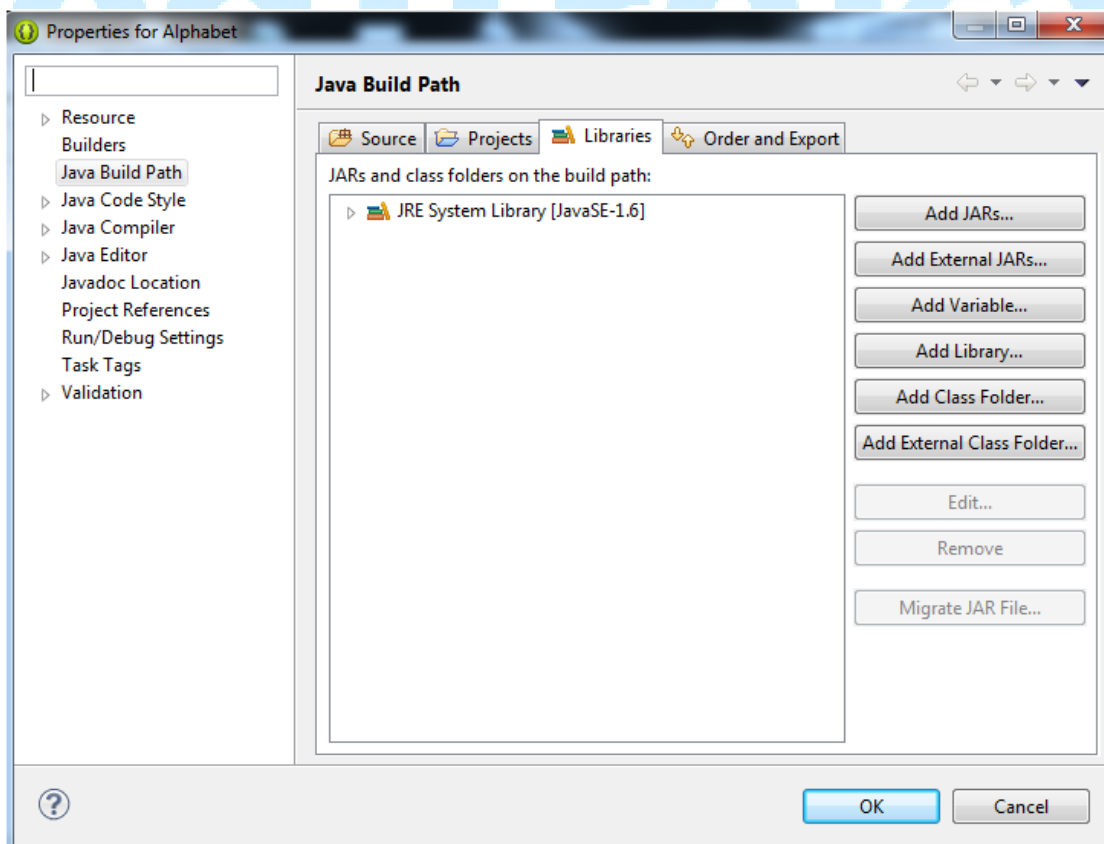 Properties for Alphabet
Java Build Path
Resource
Builders
Java Build Path
Java Code Style
Java Compiler
Java Editor
Javadoc Location
Project References
Run/Debug Settings
Task Tags
Validation
Source Projects Libraries Order and Export
JARs and class folders on the build path:
JRE System Library [JavaSE-1.6]
Add JARs...
Add External JARs...
Add Variable...
Add Library...
Add Class Folder...
Add External Class Folder...
Edit...
Remove
Migrate JAR File...
?
OK Cancel